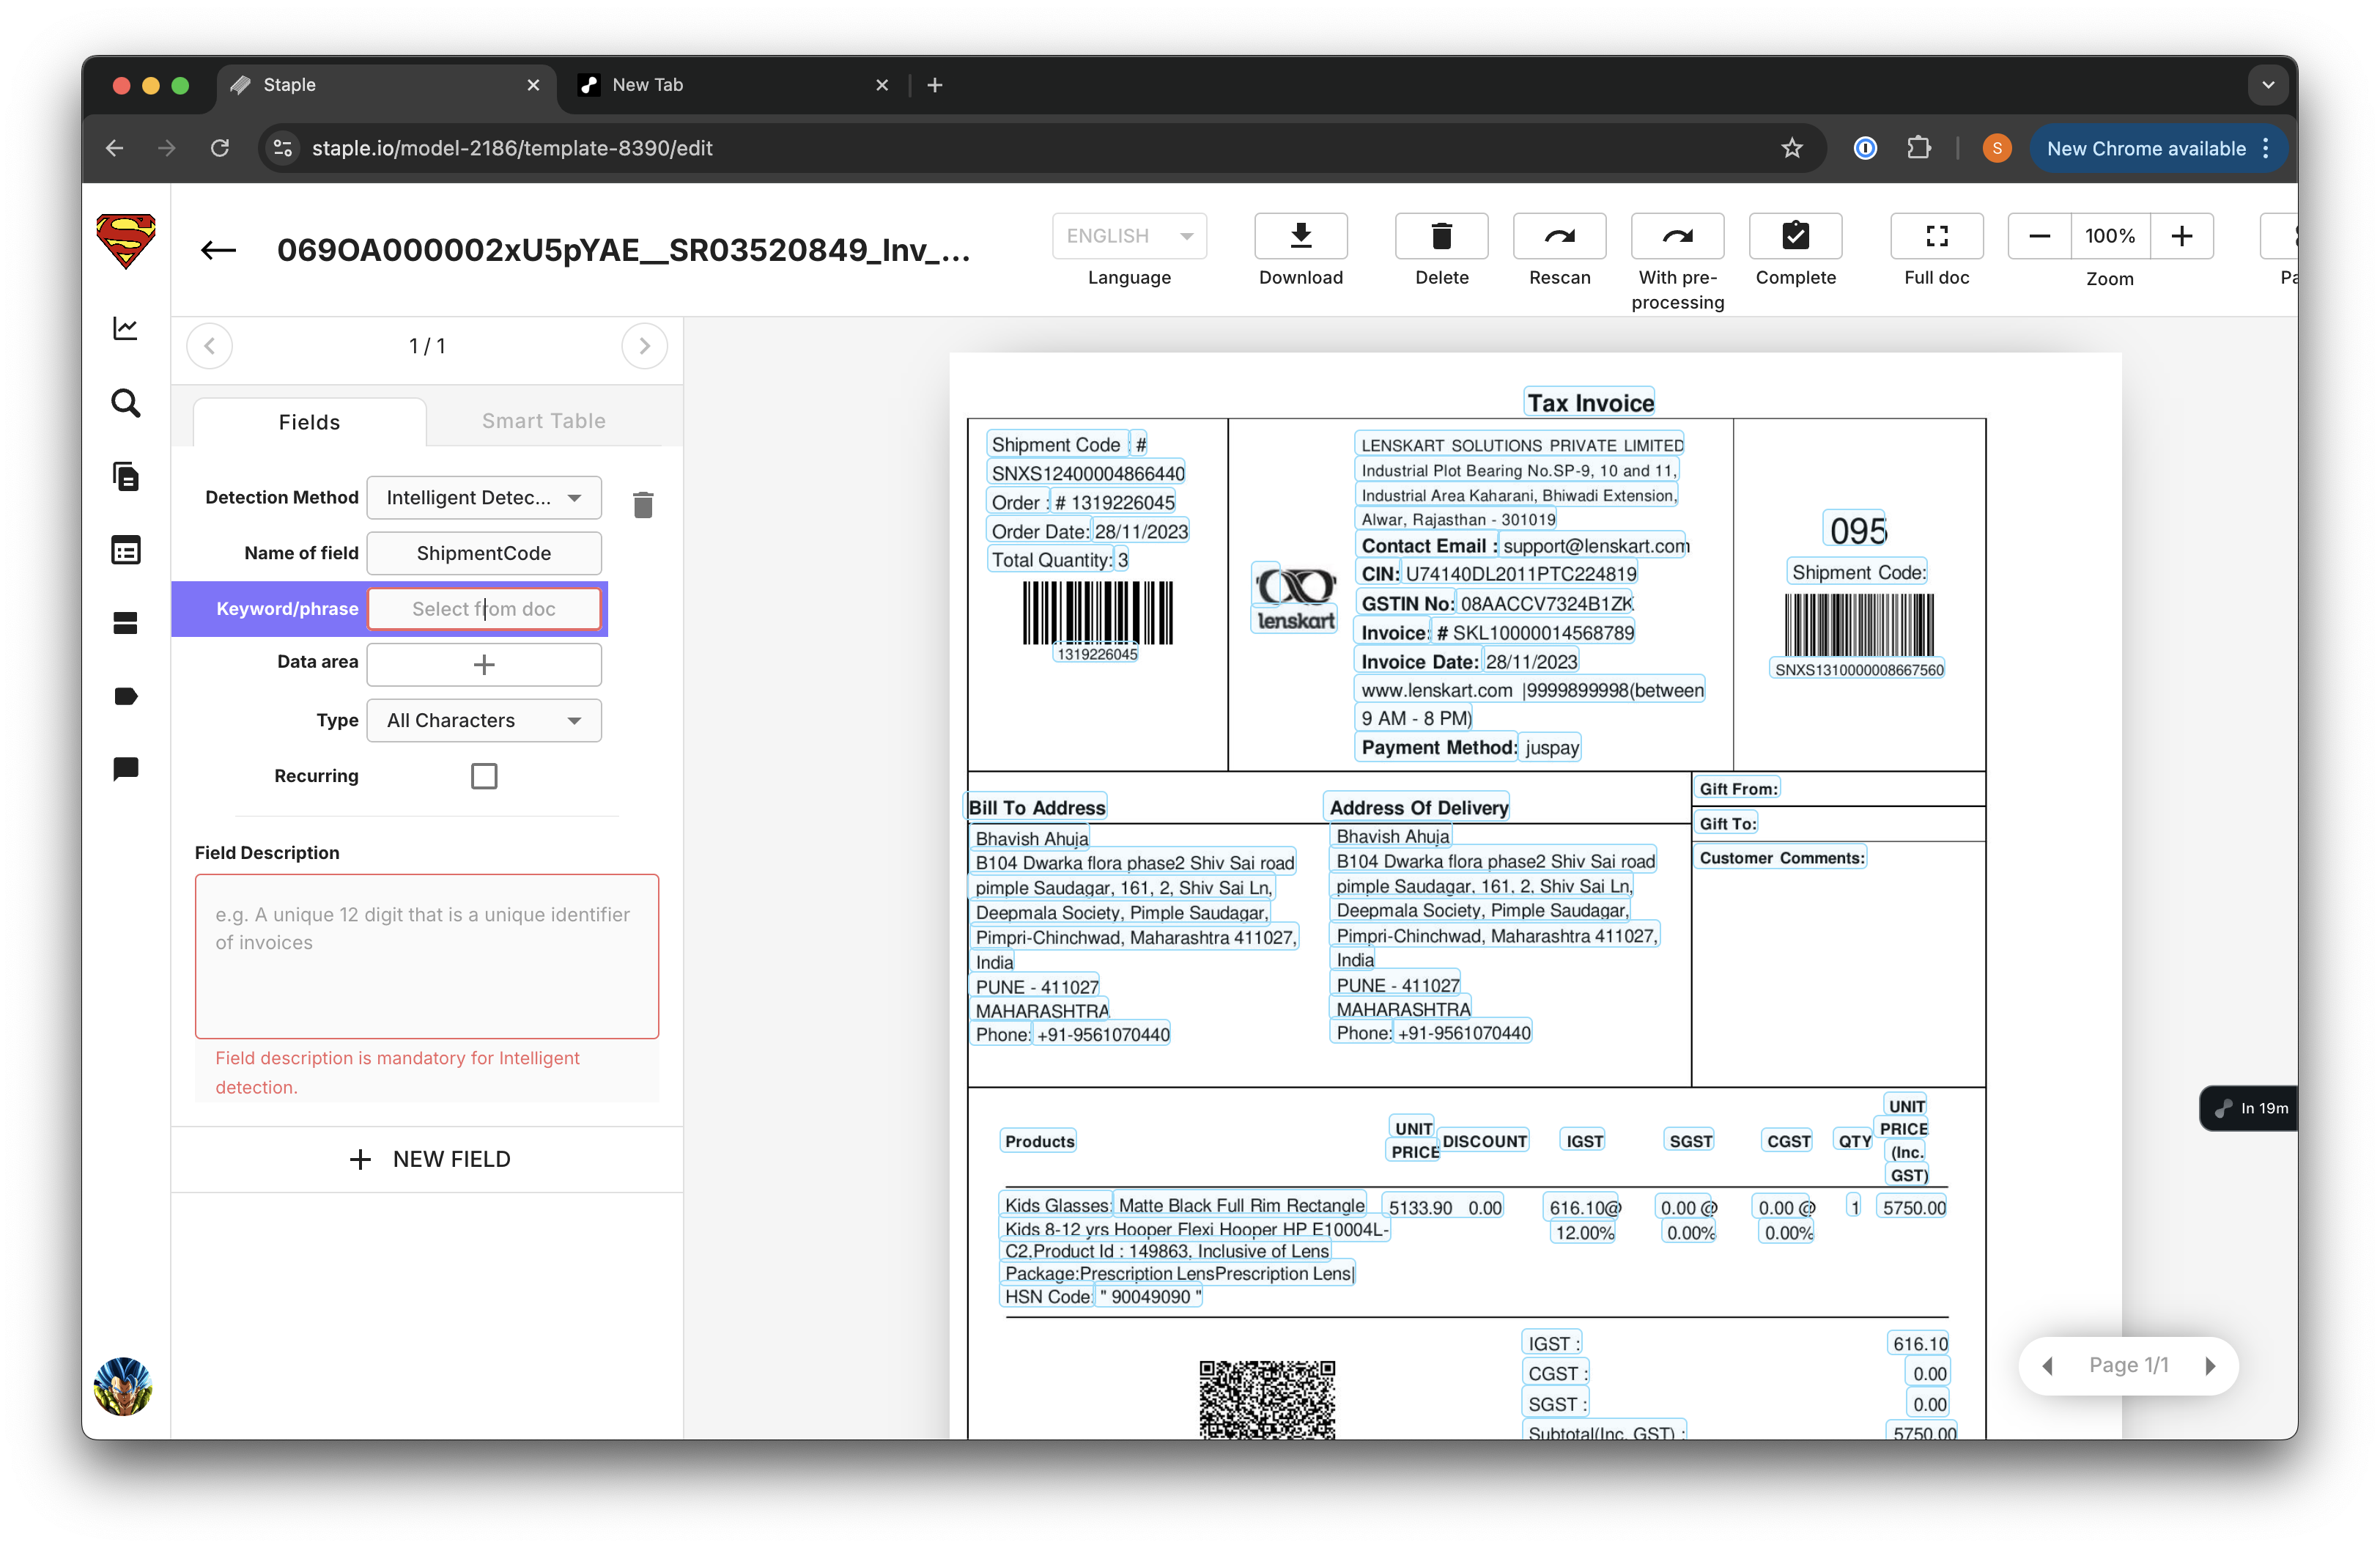 Staple
New Tab
staple.io/model-2186/template-8390/edit
S
New Chrome available
069OA000002xU5pYAE__SR03520849_Inv_...
ENGLISH
Language
Download
Delete
Rescan
With pre-
processing
Complete
Full doc
100%
Zoom
1 / 1
Fields
Smart Table
Detection Method
Intelligent Detec...
Name of field
ShipmentCode
Keyword/phrase
Select from doc
Data area
Type
All Characters
Recurring
Field Description
e.g. A unique 12 digit that is a unique identifier
of invoices
Field description is mandatory for Intelligent
detection.
NEW FIELD
Tax Invoice
Shipment Code : #
SNXS12400004866440
Order : # 1319226045
Order Date: 28/11/2023
Total Quantity: 3
1319226045
lenskart
LENSKART SOLUTIONS PRIVATE LIMITED
Industrial Plot Bearing No.SP-9, 10 and 11,
Industrial Area Kaharani, Bhiwadi Extension,
Alwar, Rajasthan - 301019
Contact Email : support@lenskart.com
CIN: U74140DL2011PTC224819
GSTIN No: 08AACCV7324B1ZK
Invoice: # SKL10000014568789
Invoice Date: 28/11/2023
www.lenskart.com |9999899998(between
9 AM - 8 PM)
Payment Method: juspay
095
Shipment Code:
SNXS1310000008667560
Bill To Address
Bhavish Ahuja
B104 Dwarka flora phase2 Shiv Sai road
pimple Saudagar, 161, 2, Shiv Sai Ln,
Deepmala Society, Pimple Saudagar,
Pimpri-Chinchwad, Maharashtra 411027,
India
PUNE - 411027
MAHARASHTRA
Phone: +91-9561070440
Address Of Delivery
Bhavish Ahuja
B104 Dwarka flora phase2 Shiv Sai road
pimple Saudagar, 161, 2, Shiv Sai Ln,
Deepmala Society, Pimple Saudagar,
Pimpri-Chinchwad, Maharashtra 411027,
India
PUNE - 411027
MAHARASHTRA
Phone: +91-9561070440
Gift From:
Gift To:
Customer Comments:
In 19m
Products
UNIT
PRICE
DISCOUNT
IGST
SGST
CGST
QTY
UNIT
PRICE
(Inc.
GST)
Kids Glasses: Matte Black Full Rim Rectangle
Kids 8-12 yrs Hooper Flexi Hooper HP E10004L-
C2,Product Id : 149863, Inclusive of Lens
Package:Prescription LensPrescription Lens|
HSN Code: " 90049090 "
5133.90
0.00
616.10@
12.00%
0.00 @
0.00%
0.00 @
0.00%
1
5750.00
IGST : 616.10
CGST : 0.00
SGST : 0.00
Subtotal(Inc. GST) : 5750.00
Page 1/1